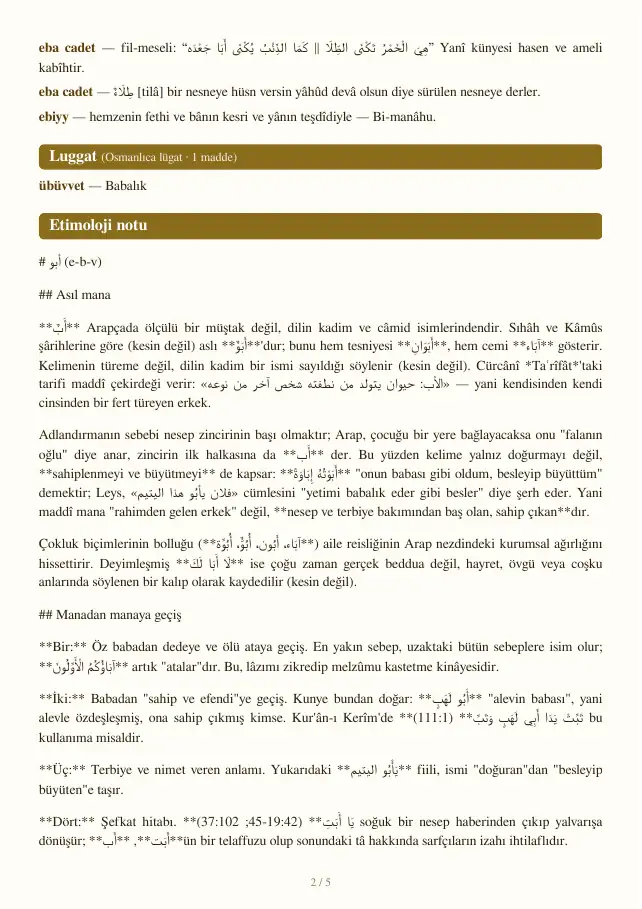 eba cadet — fil-meseli: “هِيَ الْخَمْرُ تَكْنَى الطِّلَا || كَمَا الذِّئْبُ يُكْنَى أَبَا جَعْدَه” Yanî künyesi hasen ve ameli
kabîhtir.
eba cadet — طِلَاءْ [tilâ] bir nesneye hüsn versin yâhûd devâ olsun diye sürülen nesneye derler.
ebiyy — hemzenin fethi ve bânın kesri ve yânın teşdîdiyle — Bi-manâhu.
Luggat (Osmanlıca lügat · 1 madde)
übüvvet — Babalık
Etimoloji notu
# أبو (e-b-v)
## Asıl mana
**أَبٌ** Arapçada ölçülü bir müştak değil, dilin kadim ve câmid isimlerindendir. Sıhâh ve Kâmûs
şârihlerine göre (kesin değil) aslı **أَبَوٌ**'dur; bunu hem tesniyesi **أَبَوَانِ**, hem cemi **آبَاء** gösterir.
Kelimenin türeme değil, dilin kadim bir ismi sayıldığı söylenir (kesin değil). Cürcânî *Taʿrîfât*'taki
tarifi maddî çekirdeği verir: «الأب: حيوان يتولد من نطفته شخص آخر من نوعه» — yani kendisinden kendi
cinsinden bir fert türeyen erkek.
Adlandırmanın sebebi nesep zincirinin başı olmaktır; Arap, çocuğu bir yere bağlayacaksa onu "falanın
oğlu" diye anar, zincirin ilk halkasına da **أَب** der. Bu yüzden kelime yalnız doğurmayı değil,
**sahiplenmeyi ve büyütmeyi** de kapsar: **أَبَوْتُهُ إِبَاوَةً** "onun babası gibi oldum, besleyip büyüttüm"
demektir; Leys, «فلان يأبُو هذا اليتيم» cümlesini "yetimi babalık eder gibi besler" diye şerh eder. Yani
maddî mana "rahimden gelen erkek" değil, **nesep ve terbiye bakımından baş olan, sahip çıkan**dır.
Çokluk biçimlerinin bolluğu (**آبَاء، أَبُون، أُبُوٌّ، أُبُوَّة**) aile reisliğinin Arap nezdindeki kurumsal ağırlığını
hissettirir. Deyimleşmiş **لَا أَبَا لَكَ** ise çoğu zaman gerçek beddua değil, hayret, övgü veya coşku
anlarında söylenen bir kalıp olarak kaydedilir (kesin değil).
## Manadan manaya geçiş
**Bir:** Öz babadan dedeye ve ölü ataya geçiş. En yakın sebep, uzaktaki bütün sebeplere isim olur;
**آبَاؤُكُمُ الْأَوَّلُونَ** artık "atalar"dır. Bu, lâzımı zikredip melzûmu kastetme kinâyesidir.
**İki:** Babadan "sahip ve efendi"ye geçiş. Kunye bundan doğar: **أَبُو لَهَبٍ** "alevin babası", yani
alevle özdeşleşmiş, ona sahip çıkmış kimse. Kur'ân-ı Kerîm'de **تَبَّتْ يَدَا أَبِي لَهَبٍ وَتَبَّ** (111:1)** bu
kullanıma misaldir.
**Üç:** Terbiye ve nimet veren anlamı. Yukarıdaki **يَأبُو اليتيم** fiili, ismi "doğuran"dan "besleyip
büyüten"e taşır.
**Dört:** Şefkat hitabı. **يَا أَبَتِ** (19:42-45; 37:102)** soğuk bir nesep haberinden çıkıp yalvarışa
dönüşür; **أَبَت**, **أَب**ün bir telaffuzu olup sonundaki tâ hakkında sarfçıların izahı ihtilaflıdır.
2 / 5